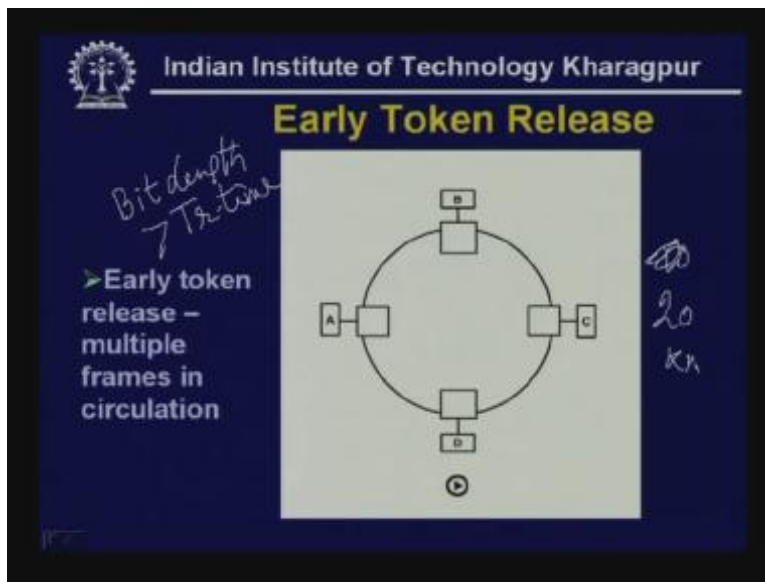 Indian Institute of Technology Kharagpur
Early Token Release
Bit length
> Tr-time
➢Early token
release –
multiple
frames in
circulation
B
A
C
D
20
km